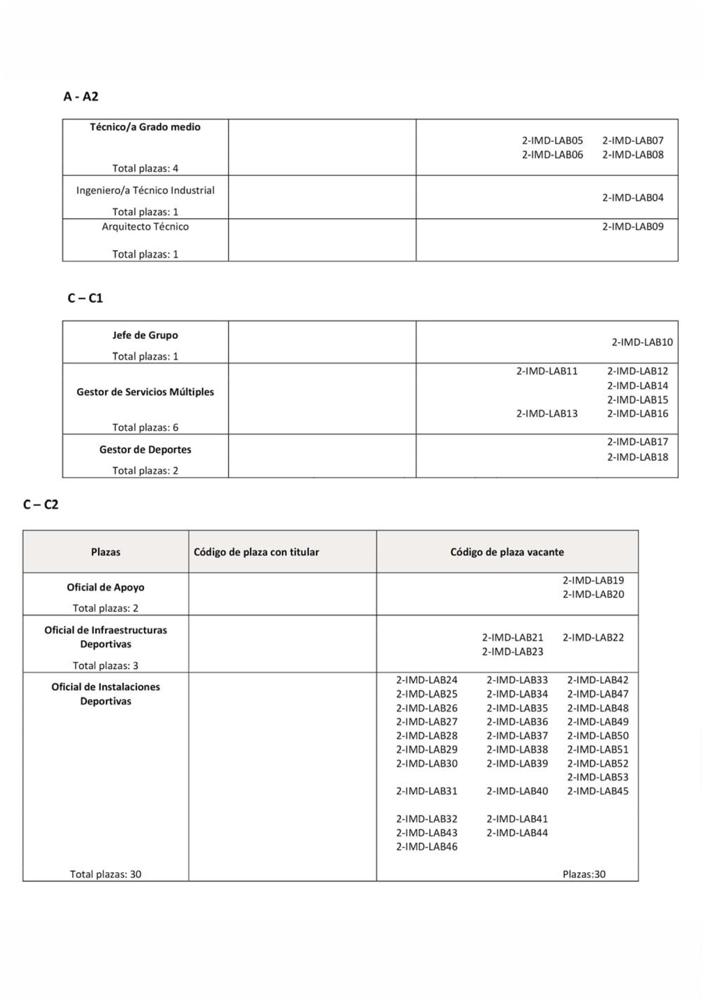 A - A2
Técnico/a Grado medio
2-IMD-LAB05 2-IMD-LAB07
2-IMD-LAB06 2-IMD-LAB08
Total plazas: 4
Ingeniero/a Técnico Industrial
2-IMD-LAB04
Total plazas: 1
Arquitecto Técnico 2-IMD-LAB09
Total plazas: 1
C – C1
Jefe de Grupo
2-IMD-LAB10
Total plazas: 1
2-IMD-LAB11 2-IMD-LAB12
2-IMD-LAB14
Gestor de Servicios Múltiples
2-IMD-LAB15
2-IMD-LAB13 2-IMD-LAB16
Total plazas: 6
2-IMD-LAB17
Gestor de Deportes
2-IMD-LAB18
Total plazas: 2
C – C2
Plazas Código de plaza con titular Código de plaza vacante
2-IMD-LAB19
Oficial de Apoyo
2-IMD-LAB20
Total plazas: 2
Oficial de Infraestructuras
Deportivas
2-IMD-LAB21 2-IMD-LAB22
2-IMD-LAB23
Total plazas: 3
Oficial de Instalaciones
Deportivas
2-IMD-LAB24 2-IMD-LAB33 2-IMD-LAB42
2-IMD-LAB25 2-IMD-LAB34 2-IMD-LAB47
2-IMD-LAB26 2-IMD-LAB35 2-IMD-LAB48
2-IMD-LAB27 2-IMD-LAB36 2-IMD-LAB49
2-IMD-LAB28 2-IMD-LAB37 2-IMD-LAB50
2-IMD-LAB29 2-IMD-LAB38 2-IMD-LAB51
2-IMD-LAB30 2-IMD-LAB39 2-IMD-LAB52
2-IMD-LAB53
2-IMD-LAB31 2-IMD-LAB40 2-IMD-LAB45
2-IMD-LAB32 2-IMD-LAB41
2-IMD-LAB43 2-IMD-LAB44
2-IMD-LAB46
Total plazas: 30 Plazas:30